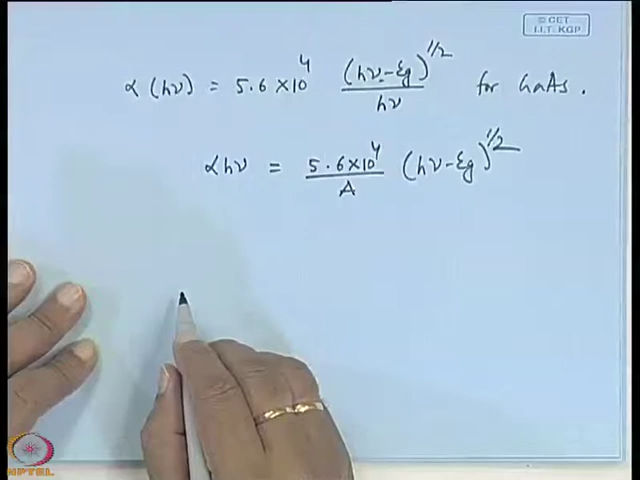 © CET
I.I.T. KGP
α(hν) = 5.6×10⁴ (hν-Eg)^1/2 / hν for GaAs.
αhν = 5.6×10⁴ / A (hν-Eg)^1/2
NPTEL